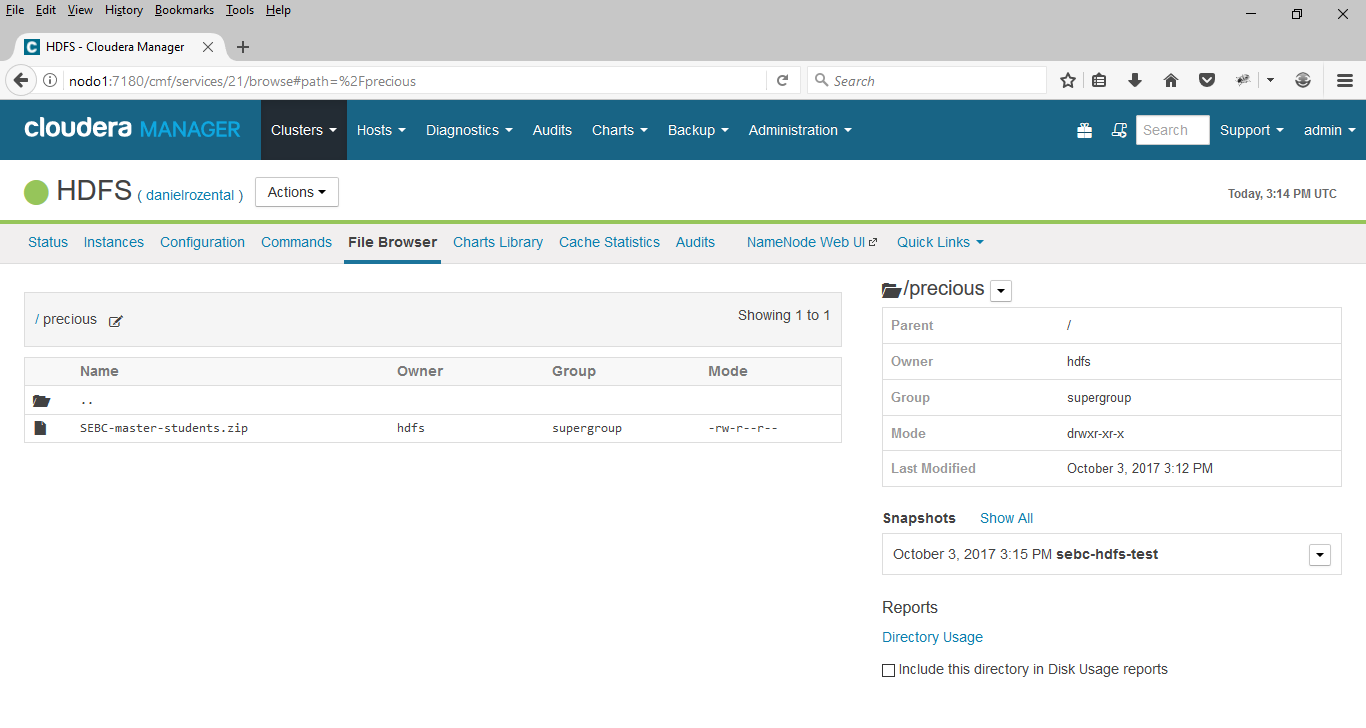 File Edit View History Bookmarks Tools Help
HDFS - Cloudera Manager
nodo1:7180/cmf/services/21/browse#path=%2Fprecious
Search
cloudera MANAGER Clusters Hosts Diagnostics Audits Charts Backup Administration Search Support admin
HDFS ( danielrozental ) Actions
Today, 3:14 PM UTC
Status Instances Configuration Commands File Browser Charts Library Cache Statistics Audits NameNode Web UI Quick Links
/ precious
Showing 1 to 1
Name Owner Group Mode
..
SEBC-master-students.zip hdfs supergroup -rw-r--r--
/precious
Parent /
Owner hdfs
Group supergroup
Mode drwxr-xr-x
Last Modified October 3, 2017 3:12 PM
Snapshots Show All
October 3, 2017 3:15 PM sebc-hdfs-test
Reports
Directory Usage
Include this directory in Disk Usage reports